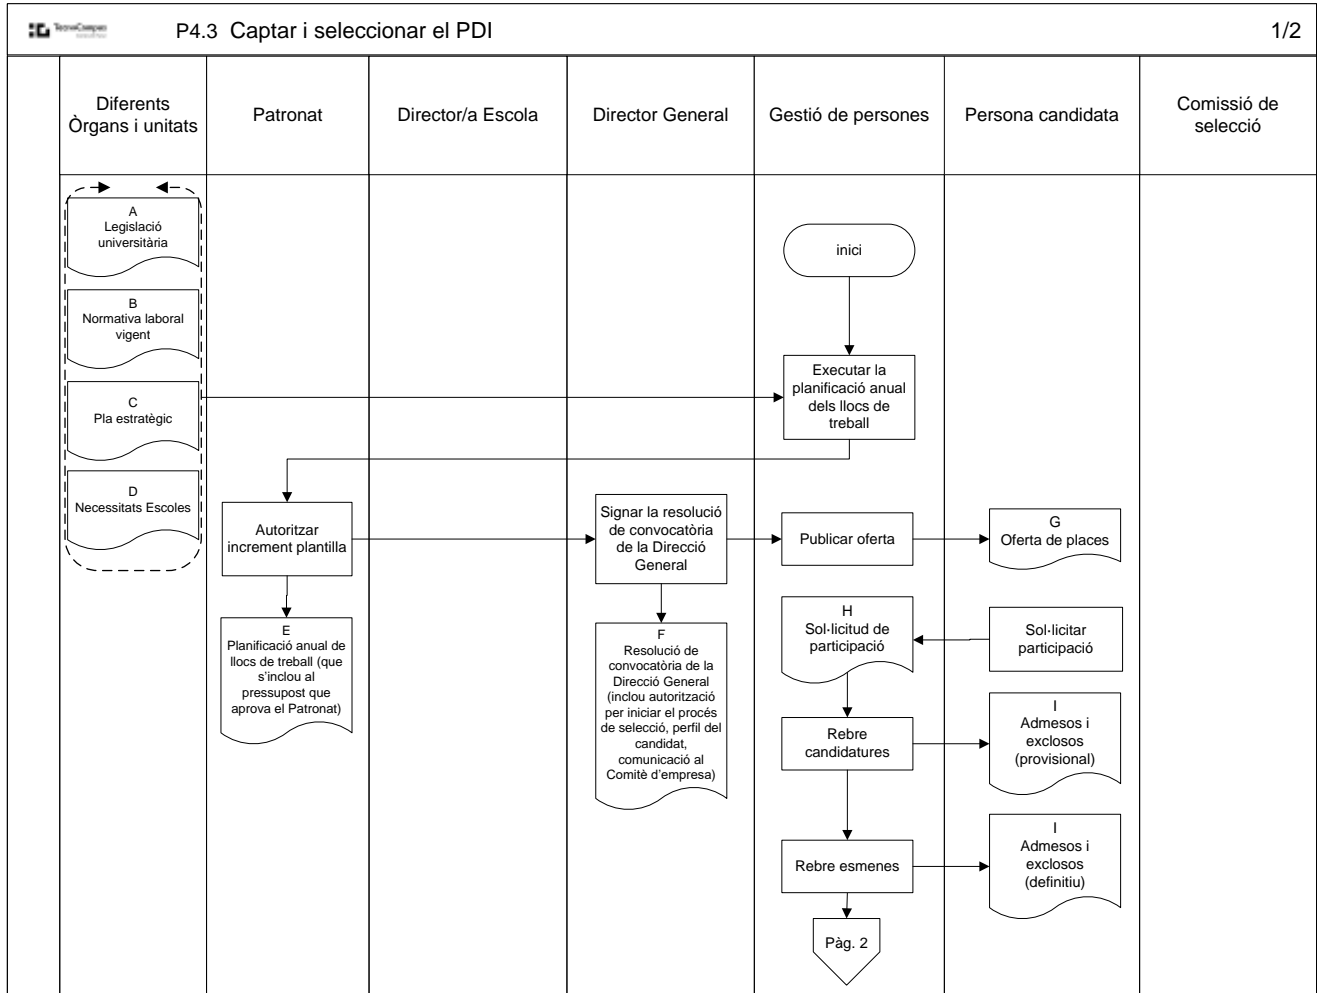 TecnoCampus
P4.3 Captar i seleccionar el PDI
1/2
Diferents
Òrgans i unitats
Patronat
Director/a Escola
Director General
Gestió de persones
Persona candidata
Comissió de
selecció
A
Legislació
universitària
B
Normativa laboral
vigent
C
Pla estratègic
D
Necessitats Escoles
inici
Executar la
planificació anual
dels llocs de
treball
Autoritzar
increment plantilla
Signar la resolució
de convocatòria
de la Direcció
General
Publicar oferta
G
Oferta de places
E
Planificació anual de
llocs de treball (que
s'inclou al
pressupost que
aprova el Patronat)
F
Resolució de
convocatòria de la
Direcció General
(inclou autorització
per iniciar el procés
de selecció, perfil del
candidat,
comunicació al
Comitè d'empresa)
H
Sol·licitud de
participació
Sol·licitar
participació
Rebre
candidatures
I
Admesos i
exclosos
(provisional)
Rebre esmenes
I
Admesos i
exclosos
(definitiu)
Pàg. 2